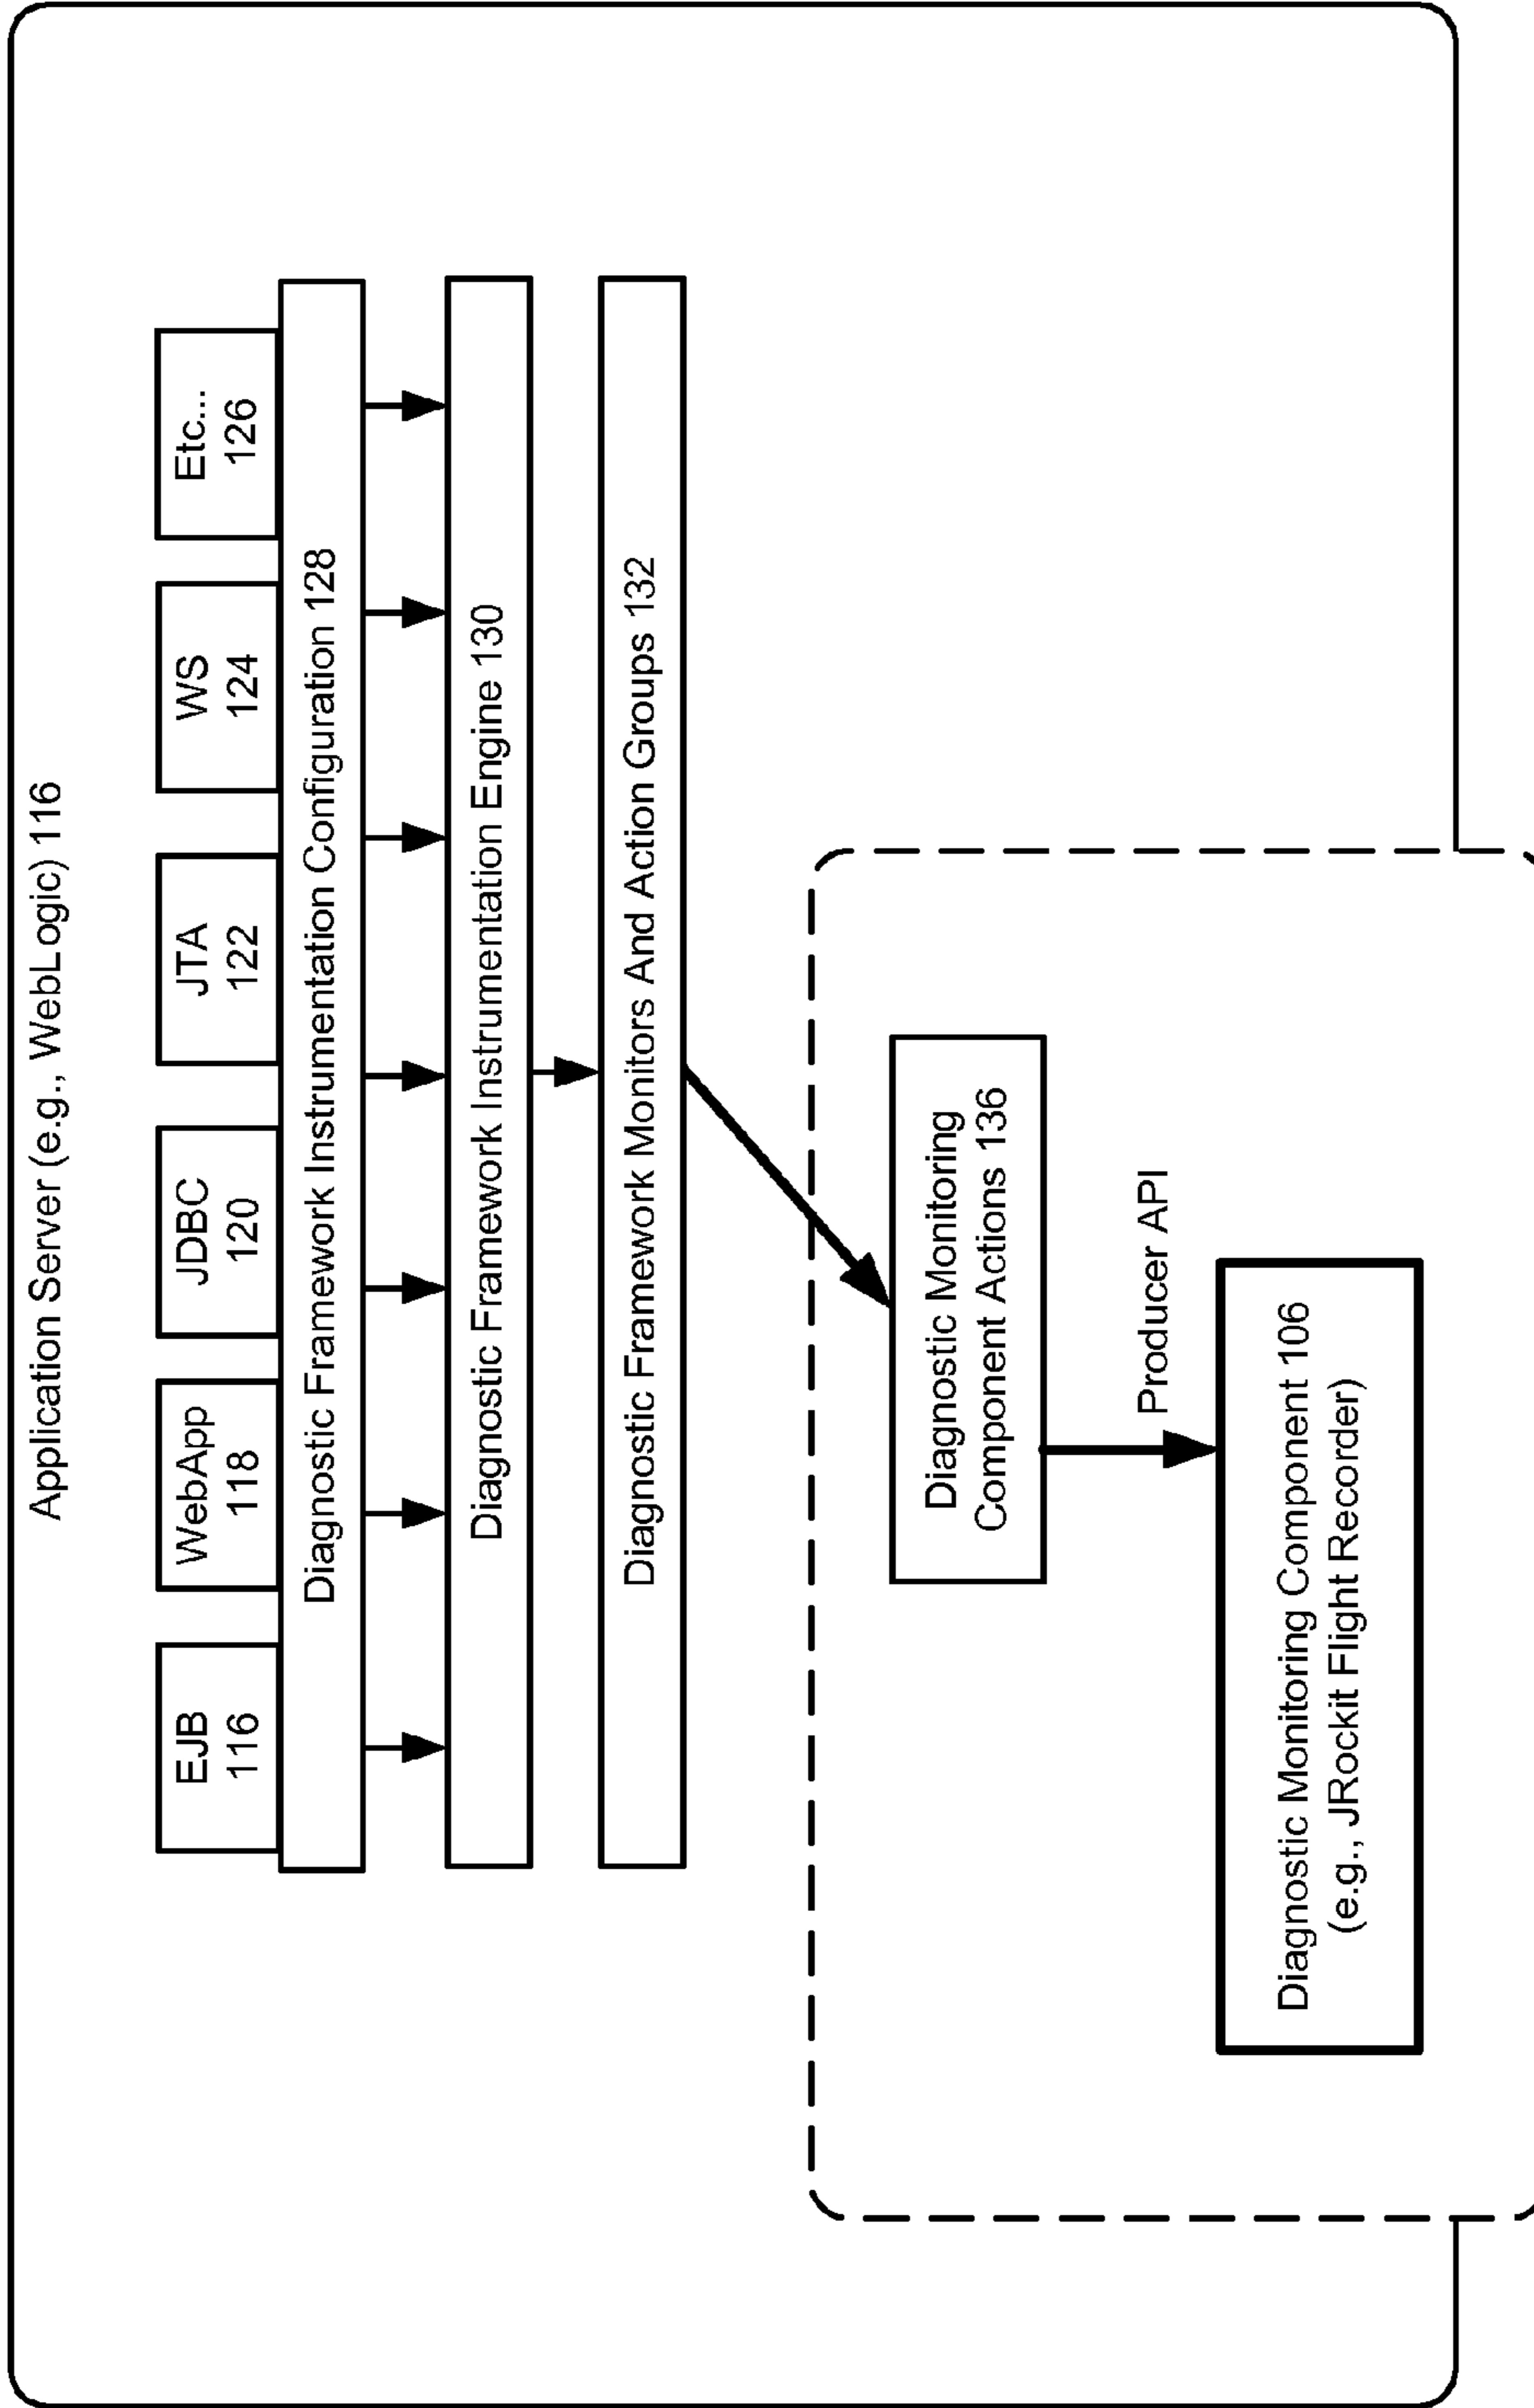 Application Server (e.g., WebLogic) 116
EJB
116
WebApp
118
JDBC
120
JTA
122
WS
124
Etc...
126
Diagnostic Framework Instrumentation Configuration 128
Diagnostic Framework Instrumentation Engine 130
Diagnostic Framework Monitors And Action Groups 132
Diagnostic Monitoring
Component Actions 136
Producer API
Diagnostic Monitoring Component 106
(e.g., JRockit Flight Recorder)